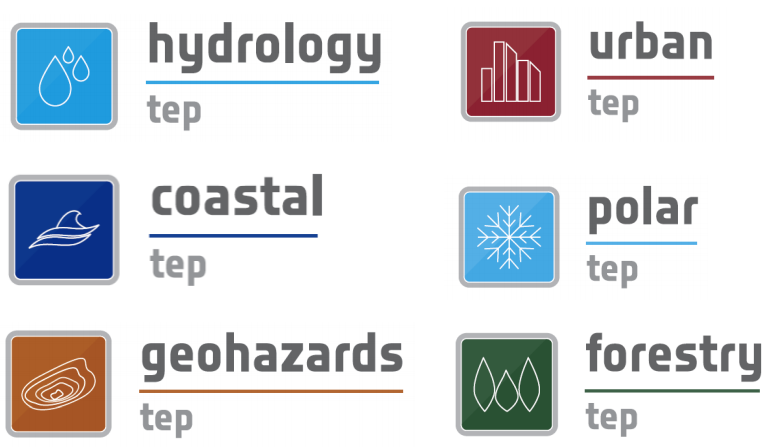 hydrology
tep
urban
tep
coastal
tep
polar
tep
geohazards
tep
forestry
tep